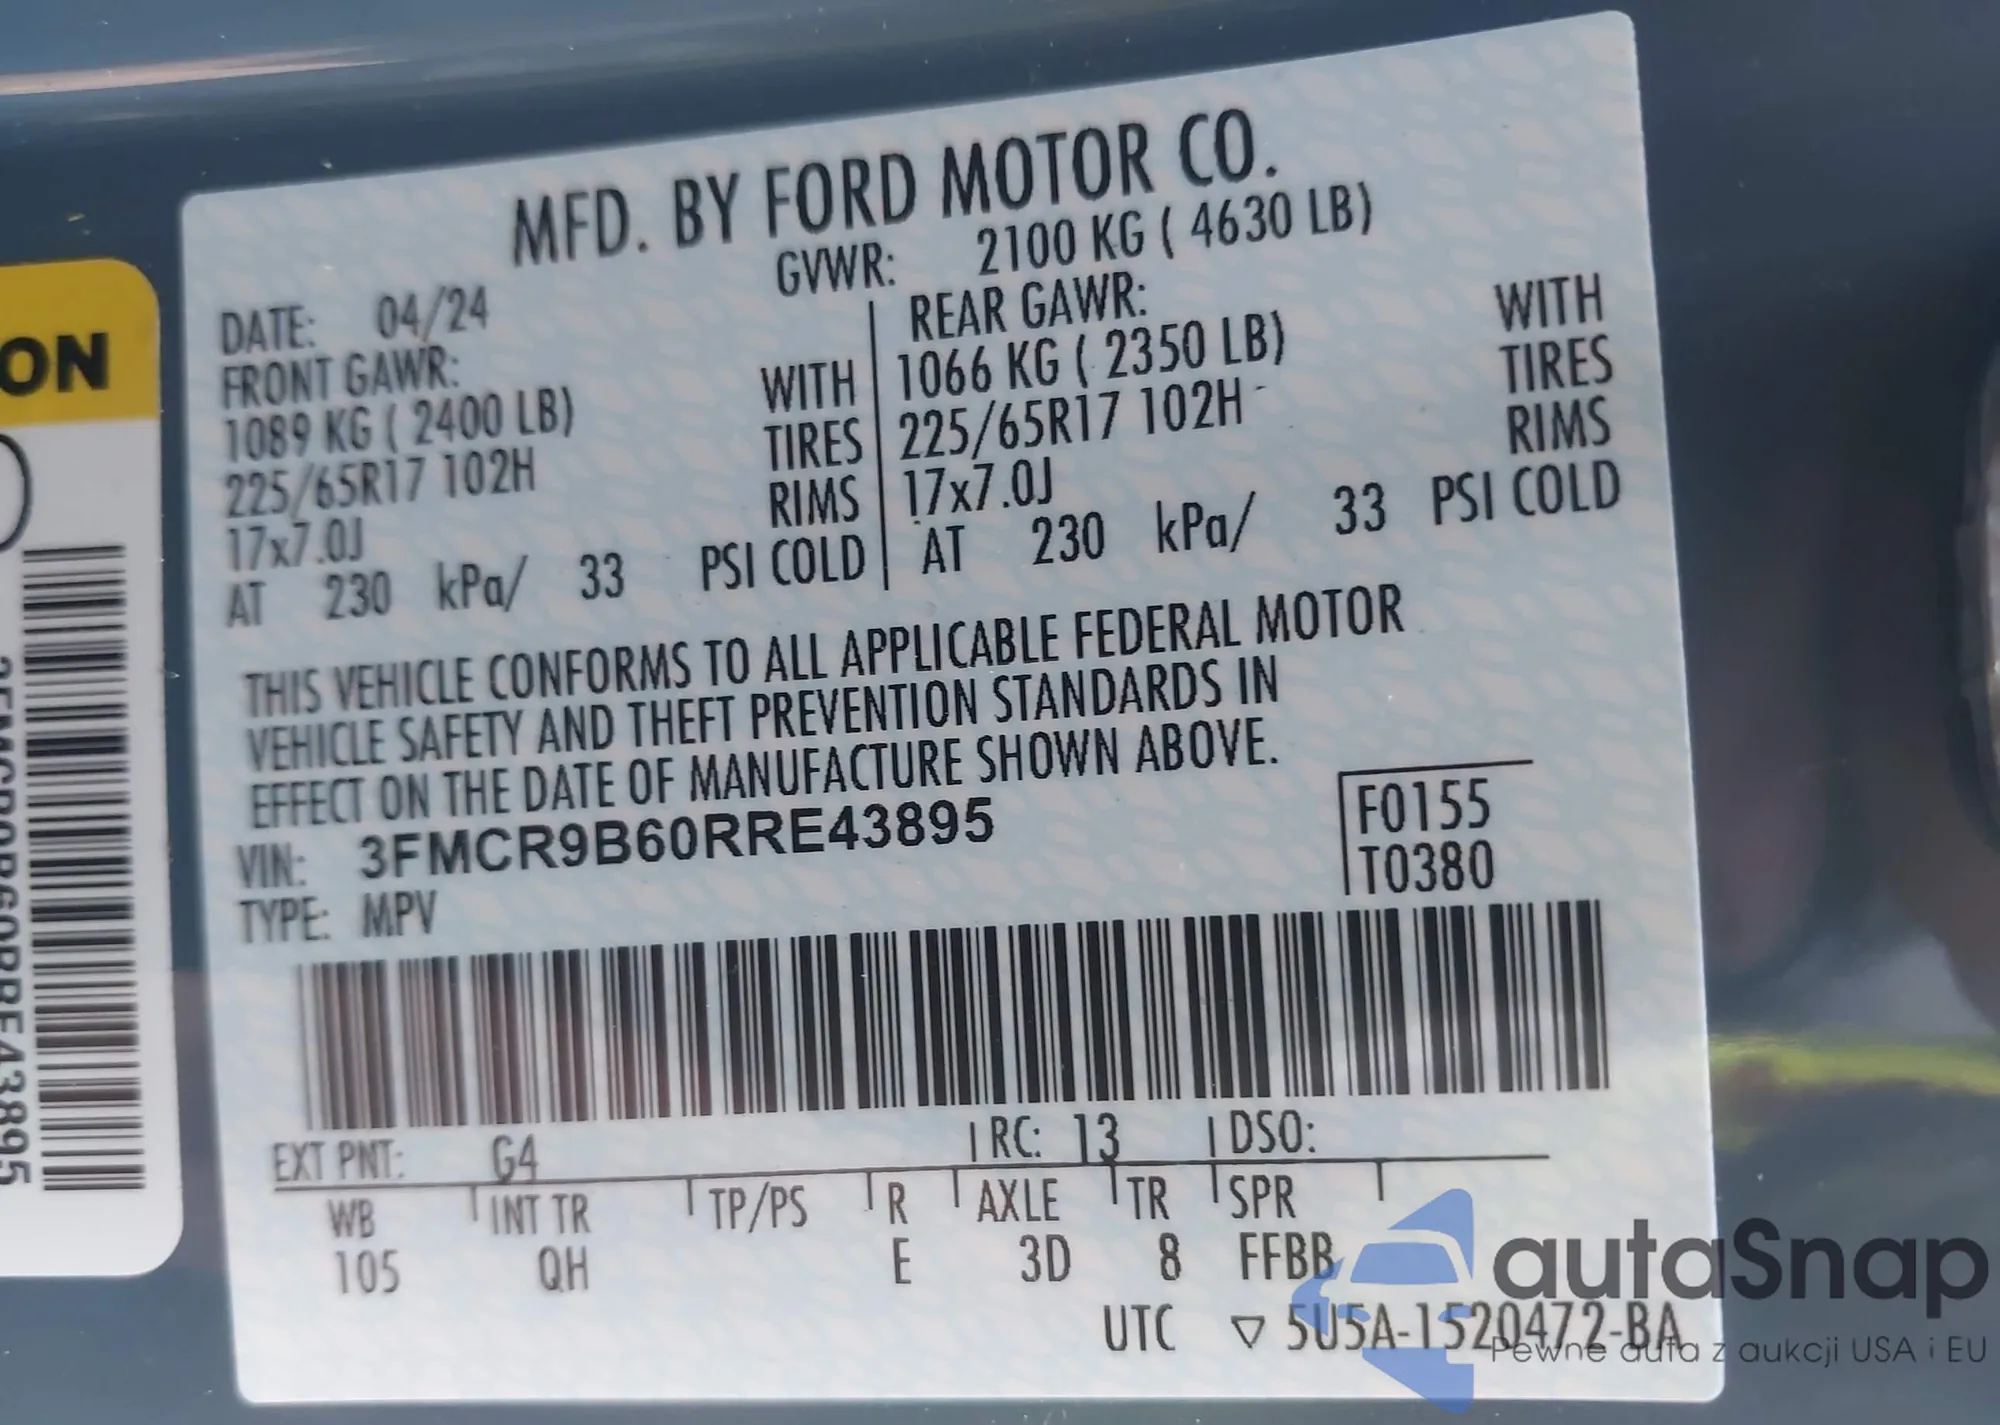 MFD. BY FORD MOTOR CO.
DATE: 04/24 GVWR: 2100 KG ( 4630 LB)
FRONT GAWR: REAR GAWR:
1089 KG ( 2400 LB) WITH 1066 KG ( 2350 LB) WITH
225/65R17 102H TIRES 225/65R17 102H TIRES
17x7.0J RIMS 17x7.0J RIMS
AT 230 kPa/ 33 PSI COLD AT 230 kPa/ 33 PSI COLD
THIS VEHICLE CONFORMS TO ALL APPLICABLE FEDERAL MOTOR
VEHICLE SAFETY AND THEFT PREVENTION STANDARDS IN
EFFECT ON THE DATE OF MANUFACTURE SHOWN ABOVE.
VIN: 3FMCR9B60RRE43895
F0155
TYPE: MPV
T0380
EXT PNT: G4 RC: 13 DSO:
WB INT TR TP/PS R AXLE TR SPR
105 QH E 3D 8 FFBB
UTC ▽ 5U5A-1520472-BA
ON
3FMCR9B60RRE43895
autaSnap
Pewne auta z aukcji USA i EU